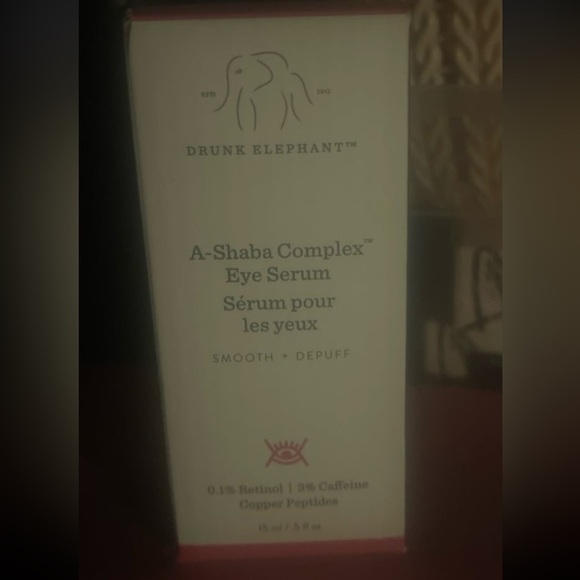 DRUNK ELEPHANT™
A-Shaba Complex™
Eye Serum
Sérum pour
les yeux
SMOOTH + DEPUFF
0.1% Retinol | 3% Caffeine
Copper Peptides
15 ml / .5 fl oz